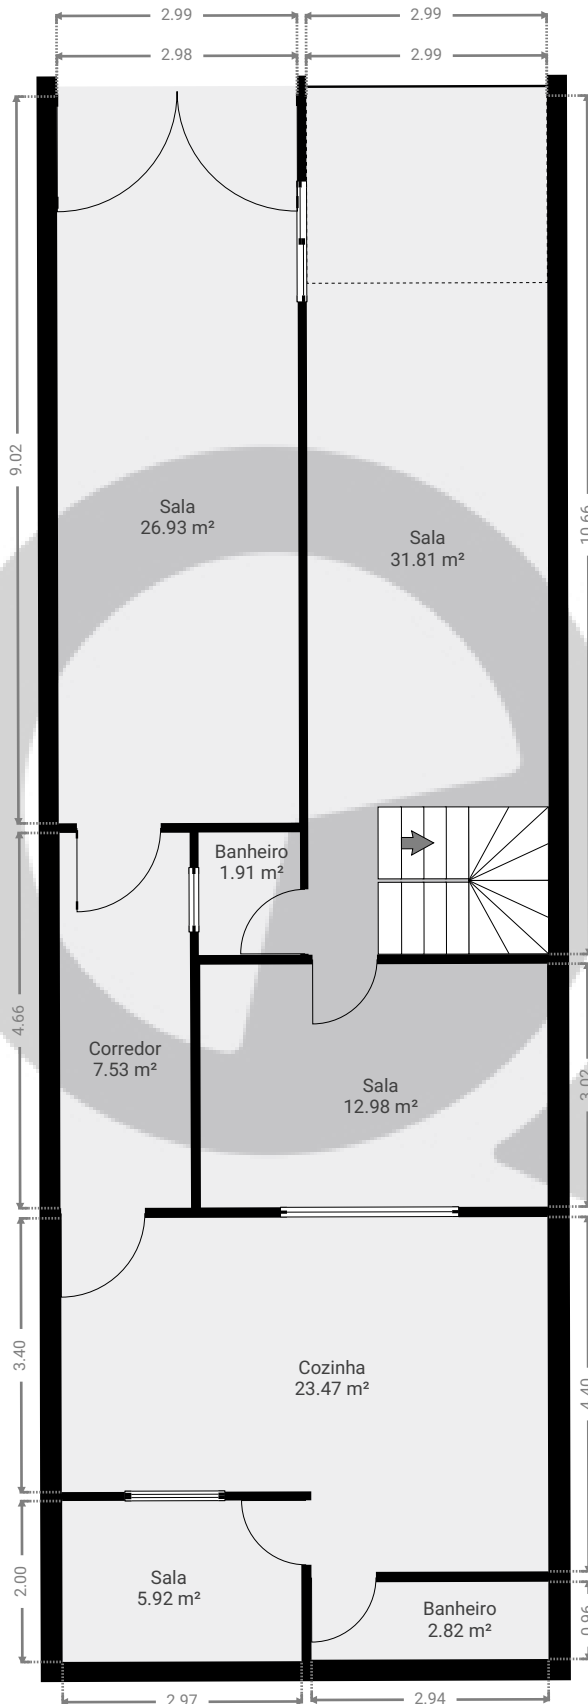 2.99
2.99
2.98
2.99
9.02
10.66
Sala
26.93 m²
Sala
31.81 m²
Banheiro
1.91 m²
4.66
Corredor
7.53 m²
Sala
12.98 m²
3.02
3.40
Cozinha
23.47 m²
4.40
2.00
Sala
5.92 m²
Banheiro
2.82 m²
0.96
2.97
2.94